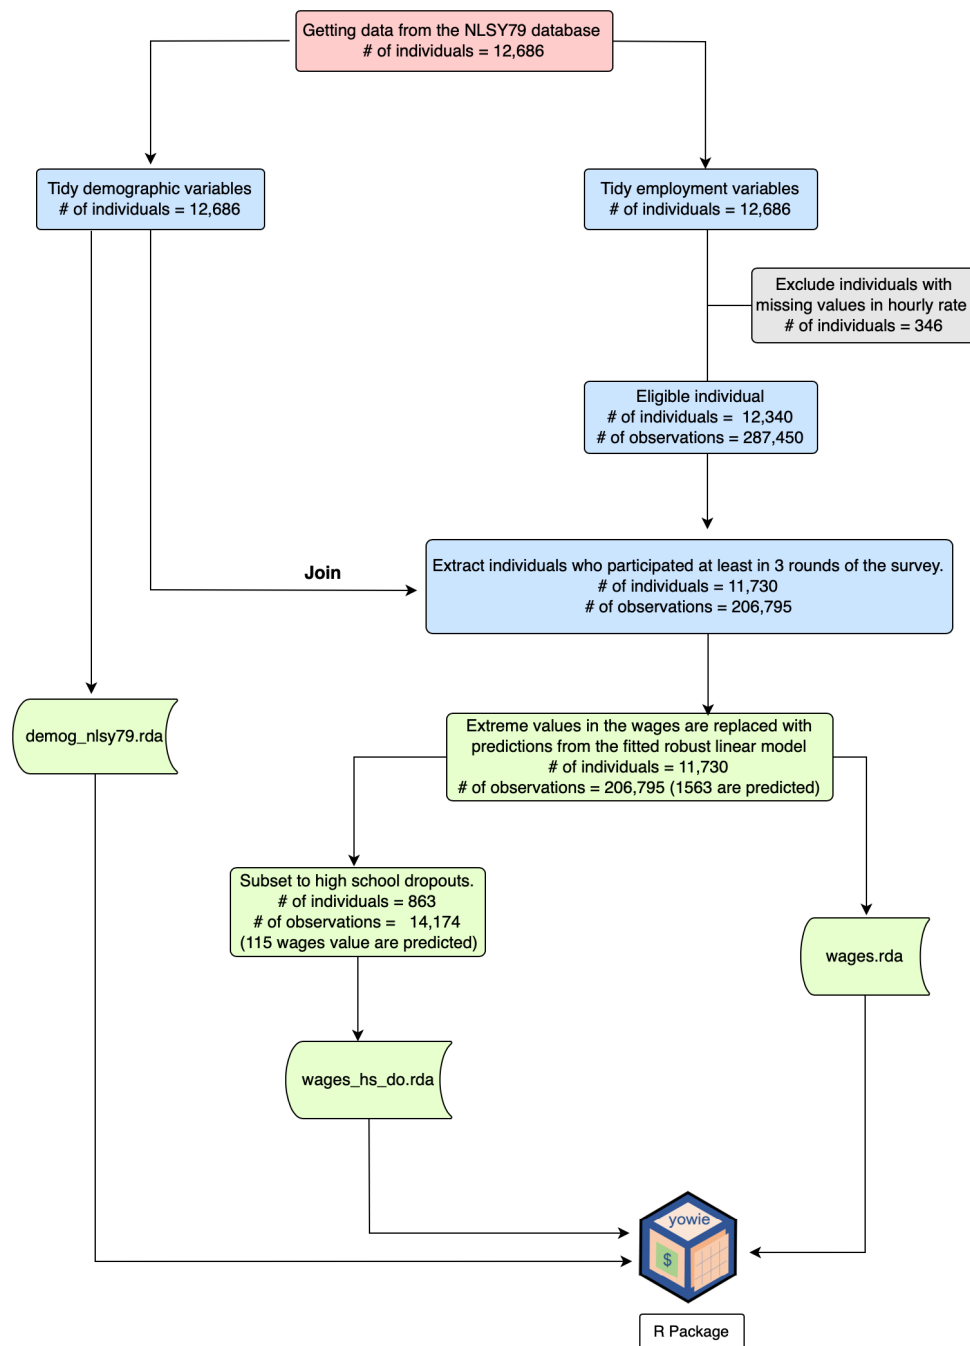 Getting data from the NLSY79 database
# of individuals = 12,686
Tidy demographic variables
# of individuals = 12,686
Tidy employment variables
# of individuals = 12,686
Exclude individuals with
missing values in hourly rate
# of individuals = 346
Eligible individual
# of individuals = 12,340
# of observations = 287,450
Join
Extract individuals who participated at least in 3 rounds of the survey.
# of individuals = 11,730
# of observations = 206,795
demog_nlsy79.rda
Extreme values in the wages are replaced with
predictions from the fitted robust linear model
# of individuals = 11,730
# of observations = 206,795 (1563 are predicted)
Subset to high school dropouts.
# of individuals = 863
# of observations = 14,174
(115 wages value are predicted)
wages.rda
wages_hs_do.rda
yowie
$
R Package